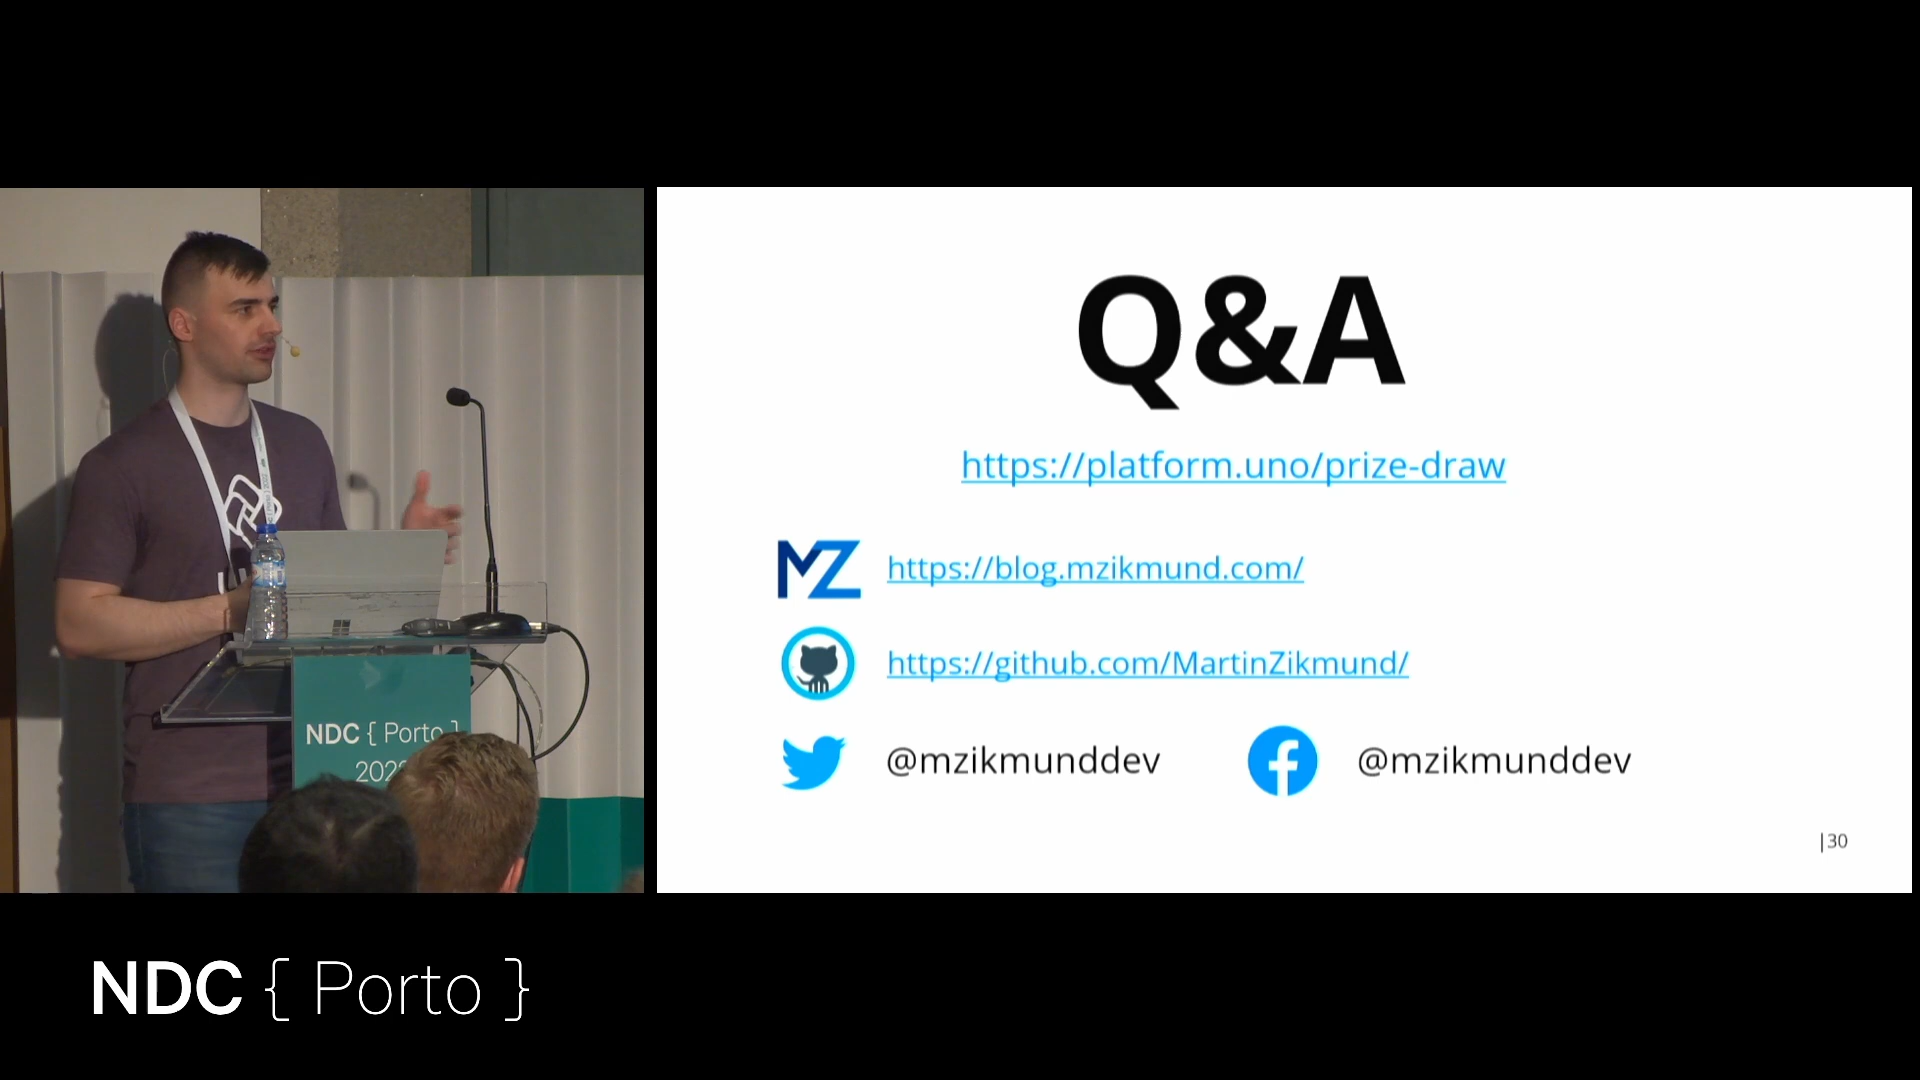 Q&A
https://platform.uno/prize-draw
MZ
https://blog.mzikmund.com/
https://github.com/MartinZikmund/
@mzikmunddev
@mzikmunddev
|30
NDC { Porto }
NDC { Porto }